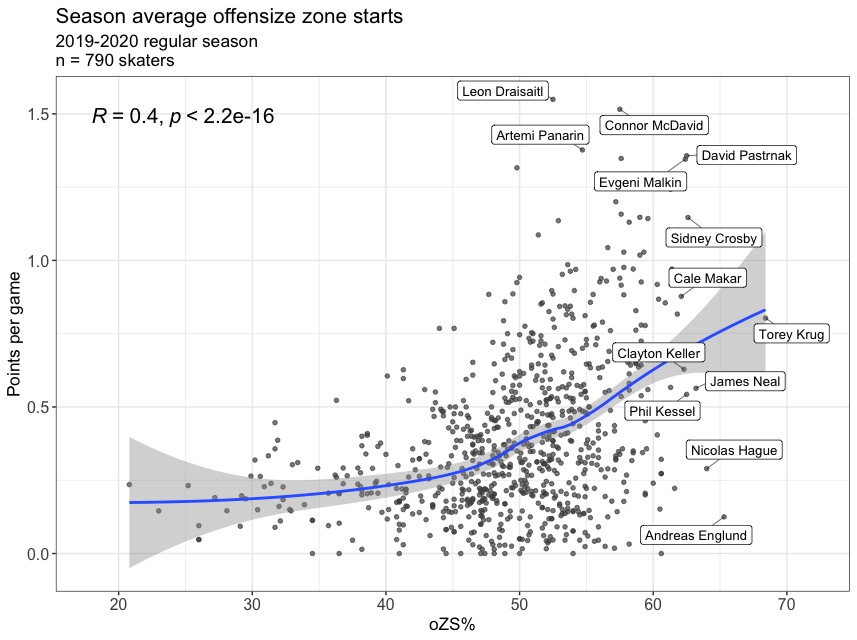 Season average offensize zone starts
2019-2020 regular season
n = 790 skaters
R = 0.4, p < 2.2e-16
Leon Draisaitl
Connor McDavid
Artemi Panarin
David Pastrnak
Evgeni Malkin
Sidney Crosby
Cale Makar
Torey Krug
Clayton Keller
James Neal
Phil Kessel
Nicolas Hague
Andreas Englund
Points per game
1.5
1.0
0.5
0.0
20 30 40 50 60 70
oZS%